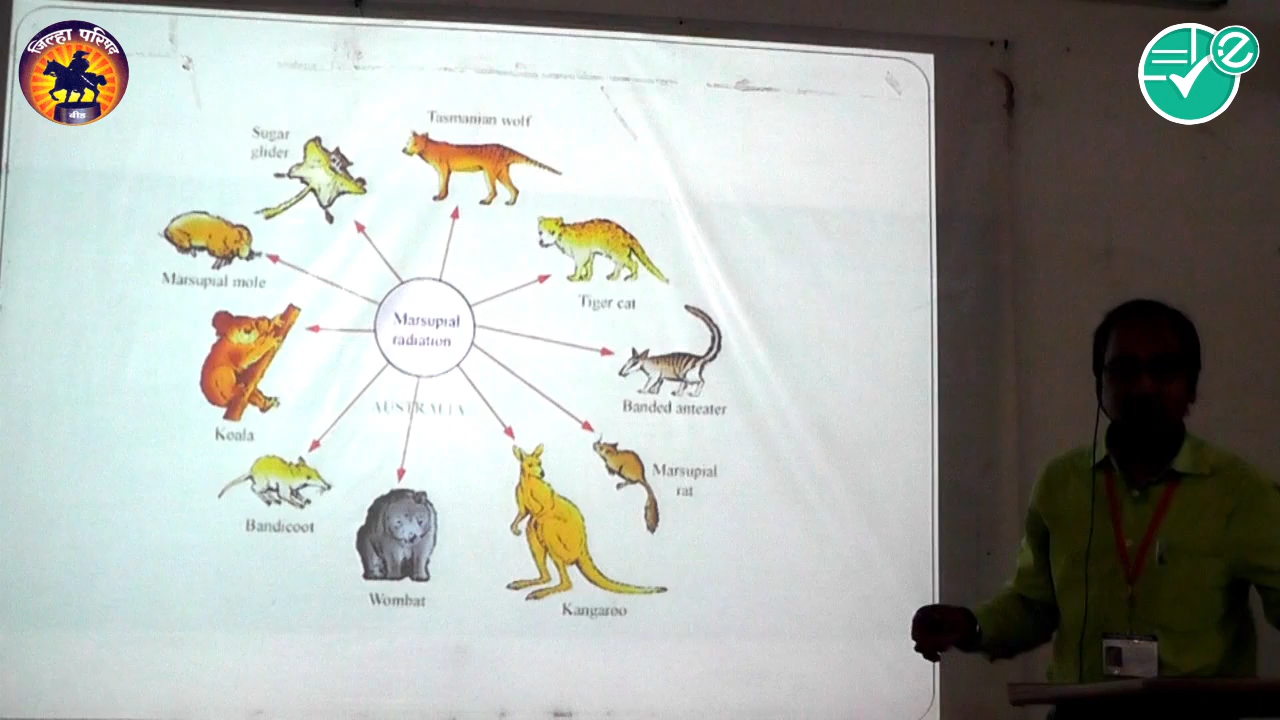 जिल्हा परिषद
बीड
Tasmanian wolf
Sugar
glider
Tiger cat
Marsupial mole
Marsupial
radiation
Banded anteater
AUSTRALIA
Koala
Marsupial
rat
Bandicoot
Wombat
Kangaroo